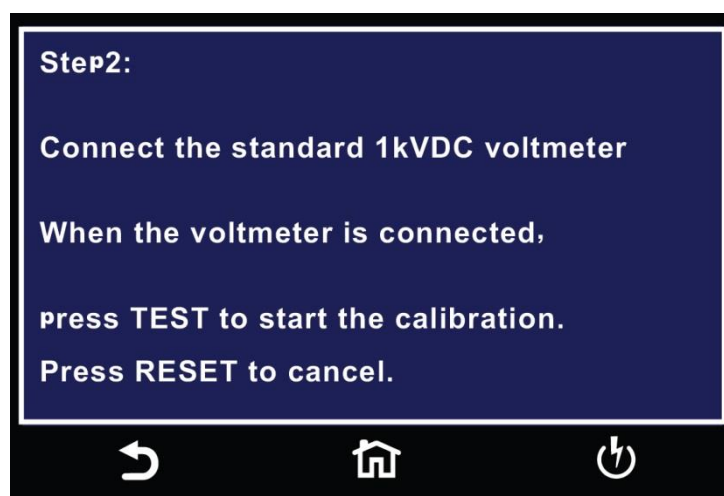 Step2:
Connect the standard 1kVDC voltmeter
When the voltmeter is connected,
press TEST to start the calibration.
Press RESET to cancel.